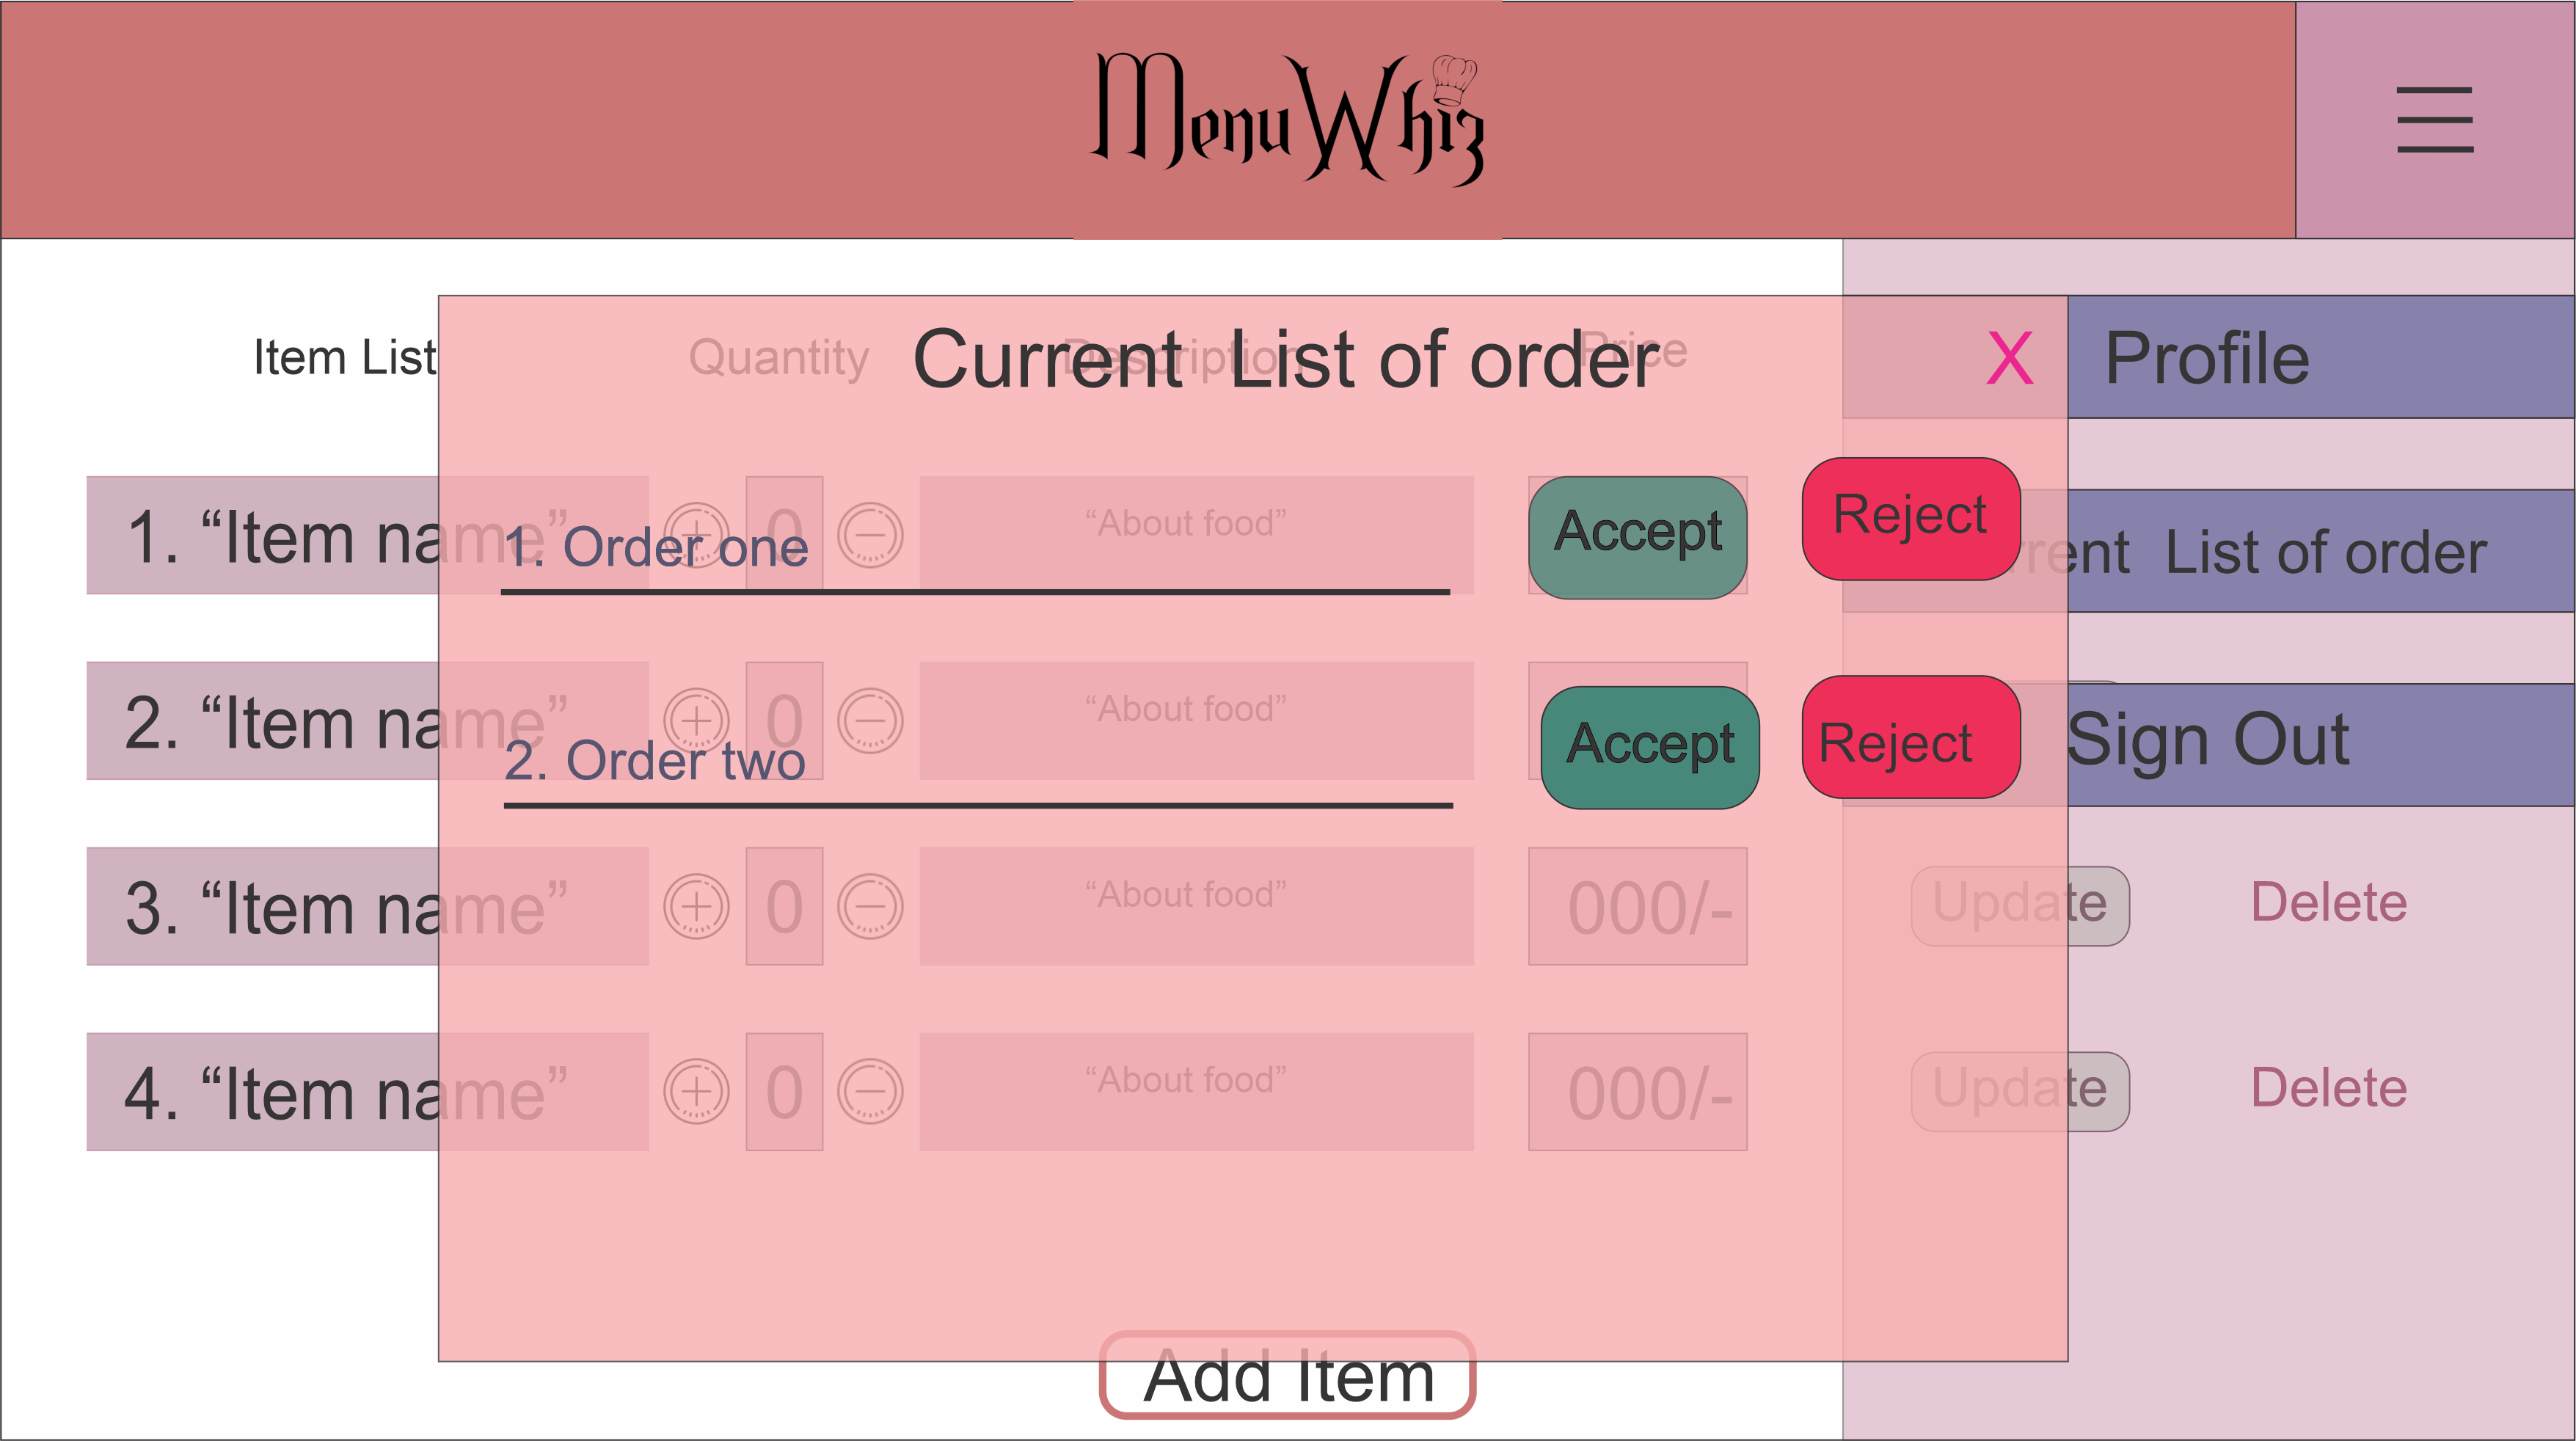 MenuWhiz
Item List Quantity Description Price
Current List of order
X
Profile
1. “Item name” 0 “About food”
1. Order one
Accept
Reject
rent List of order
2. “Item name” 0 “About food”
2. Order two
Accept
Reject
Sign Out
3. “Item name” 0 “About food” 000/- Update Delete
4. “Item name” 0 “About food” 000/- Update Delete
Add Item